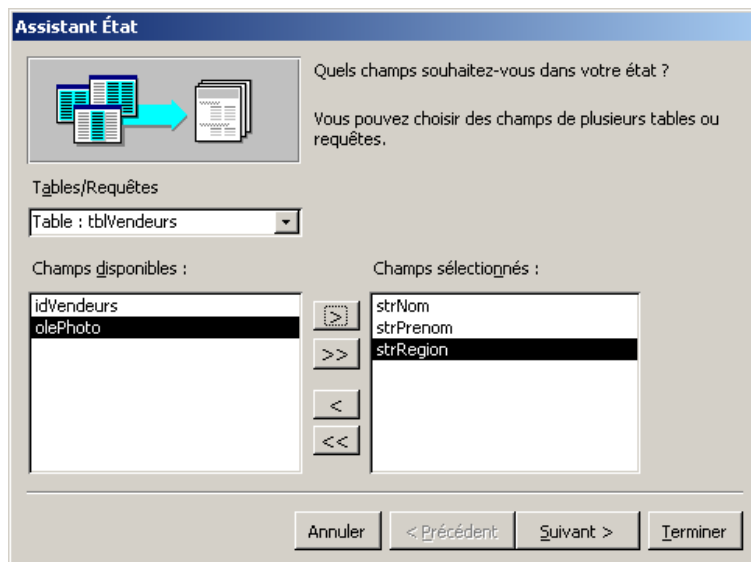 Assistant État
Quels champs souhaitez-vous dans votre état ?
Vous pouvez choisir des champs de plusieurs tables ou
requêtes.
Tables/Requêtes
Table : tblVendeurs
Champs disponibles :
Champs sélectionnés :
idVendeurs
olePhoto
>
>>
<
<<
strNom
strPrenom
strRegion
Annuler
< Précédent
Suivant >
Terminer